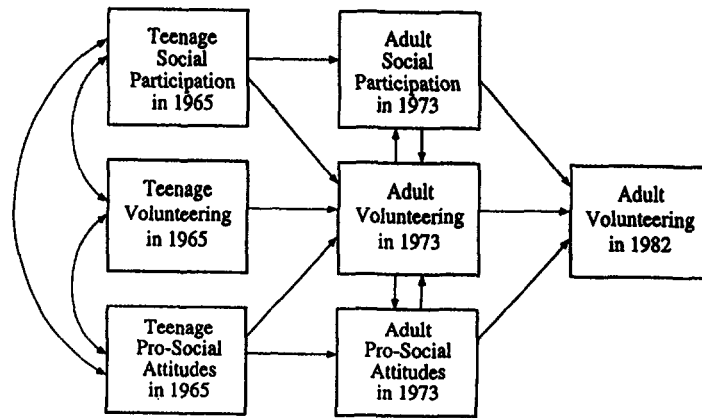 Teenage
Social
Participation
in 1965
Adult
Social
Participation
in 1973
Teenage
Volunteering
in 1965
Adult
Volunteering
in 1973
Adult
Volunteering
in 1982
Teenage
Pro-Social
Attitudes
in 1965
Adult
Pro-Social
Attitudes
in 1973